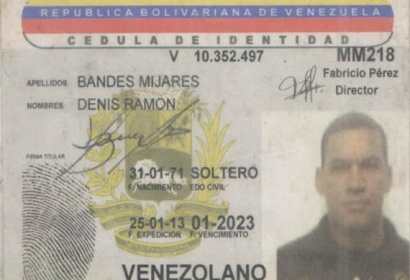 REPUBLICA BOLIVARIANA DE VENEZUELA
CEDULA DE IDENTIDAD
V 10.352.497 MM218
Fabricio Pérez
Director
APELLIDOS BANDES MIJARES
NOMBRES DENIS RAMON
FIRMA TITULAR
31-01-71 SOLTERO
F. NACIMIENTO EDO CIVIL
25-01-13 01-2023
F. EXPEDICION F. VENCIMIENTO
VENEZOLANO